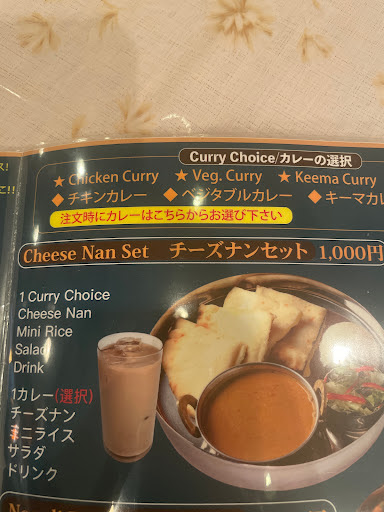 Curry Choice/カレーの選択
★ Chicken Curry ★ Veg. Curry ★ Keema Curry
◆ チキンカレー ◆ ベジタブルカレー ◆ キーマカレ
注文時にカレーはこちらからお選び下さい
Cheese Nan Set チーズナンセット 1,000円
1 Curry Choice
Cheese Nan
Mini Rice
Salad
Drink
1カレー(選択)
チーズナン
ミニライス
サラダ
ドリンク